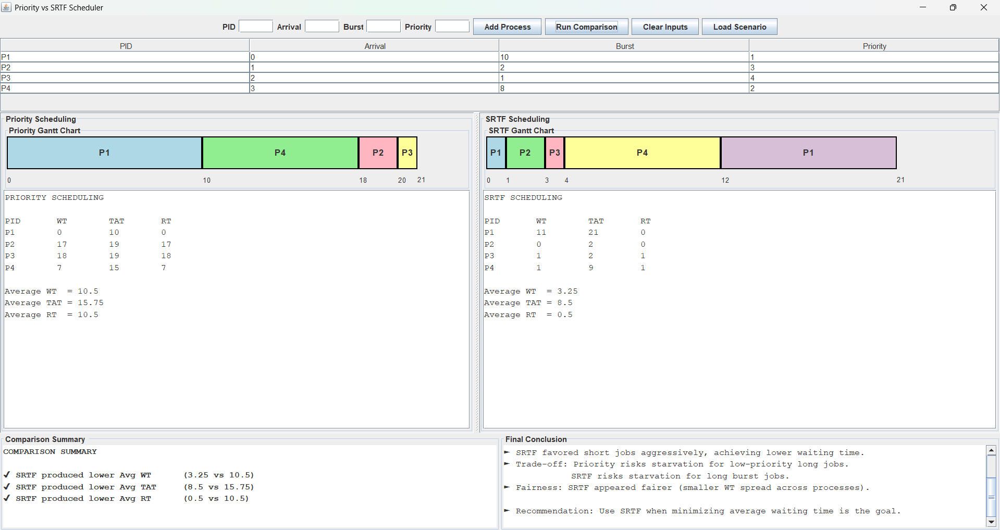 Priority vs SRTF Scheduler
PID Arrival Burst Priority Add Process Run Comparison Clear Inputs Load Scenario
PID Arrival Burst Priority
P1 0 10 1
P2 1 2 3
P3 2 1 4
P4 3 8 2
Priority Scheduling
Priority Gantt Chart
P1 P4 P2 P3
0 10 18 20 21
PRIORITY SCHEDULING
PID WT TAT RT
P1 0 10 0
P2 17 19 17
P3 18 19 18
P4 7 15 7
Average WT = 10.5
Average TAT = 15.75
Average RT = 10.5
SRTF Scheduling
SRTF Gantt Chart
P1 P2 P3 P4 P1
0 1 3 4 12 21
SRTF SCHEDULING
PID WT TAT RT
P1 11 21 0
P2 0 2 0
P3 1 2 1
P4 1 9 1
Average WT = 3.25
Average TAT = 8.5
Average RT = 0.5
Comparison Summary
COMPARISON SUMMARY
✔ SRTF produced lower Avg WT (3.25 vs 10.5)
✔ SRTF produced lower Avg TAT (8.5 vs 15.75)
✔ SRTF produced lower Avg RT (0.5 vs 10.5)
Final Conclusion
► SRTF favored short jobs aggressively, achieving lower waiting time.
► Trade-off: Priority risks starvation for low-priority long jobs.
SRTF risks starvation for long burst jobs.
► Fairness: SRTF appeared fairer (smaller WT spread across processes).
► Recommendation: Use SRTF when minimizing average waiting time is the goal.